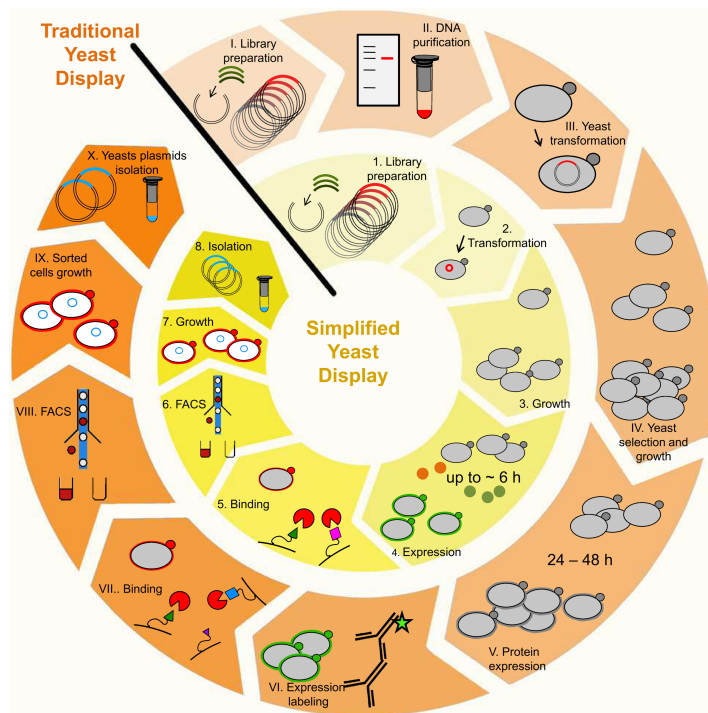 Traditional
Yeast
Display
I. Library
preparation
II. DNA
purification
III. Yeast
transformation
IV. Yeast
selection and
growth
24 – 48 h
V. Protein
expression
VI. Expression
labeling
VII.. Binding
VIII. FACS
IX. Sorted
cells growth
X. Yeasts plasmids
isolation
Simplified
Yeast
Display
1. Library
preparation
2.
Transformation
3. Growth
up to ~ 6 h
4. Expression
5. Binding
6. FACS
7. Growth
8. Isolation